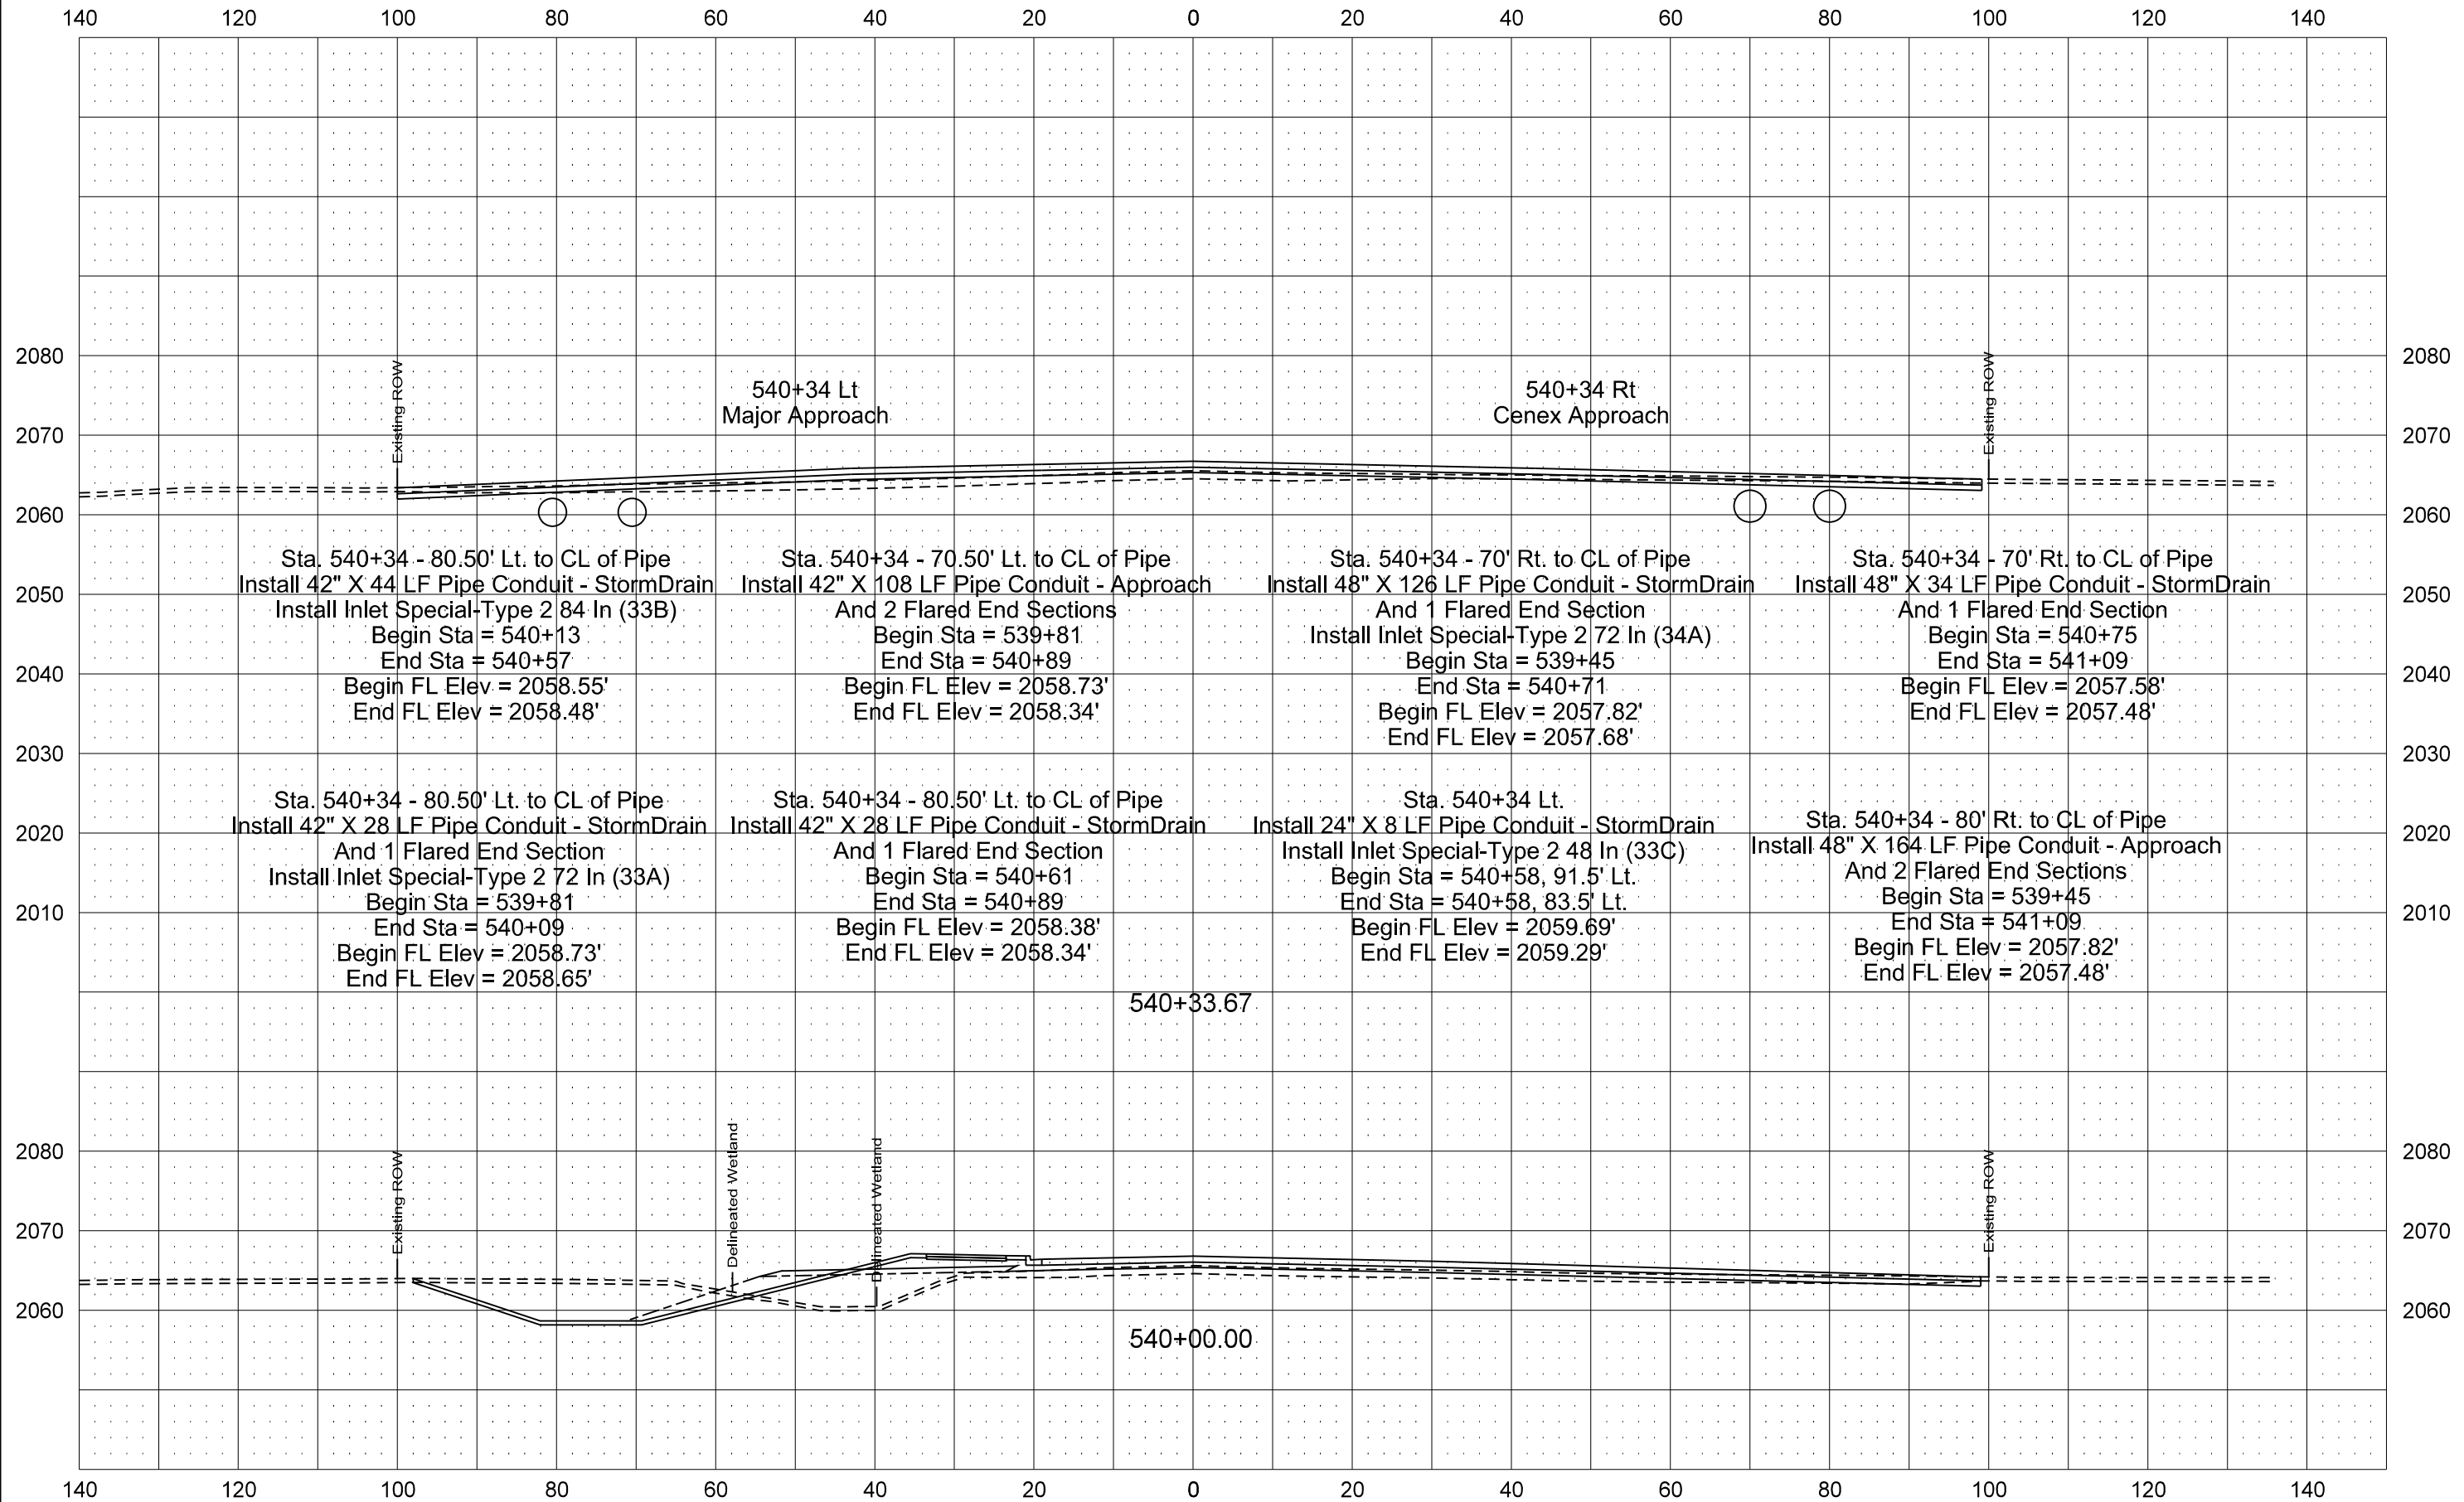 140 120 100 80 60 40 20 0 20 40 60 80 100 120 140
2080 2080
Existing ROW
Existing ROW
540+34 Lt
Major Approach
540+34 Rt
Cenex Approach
2070 2070
2060 2060
2050 2050
2040 2040
2030 2030
2020 2020
2010 2010
Sta. 540+34 - 80.50' Lt. to CL of Pipe
Install 42" X 44 LF Pipe Conduit - StormDrain
Install Inlet Special-Type 2 84 In (33B)
Begin Sta = 540+13
End Sta = 540+57
Begin FL Elev = 2058.55'
End FL Elev = 2058.48'
Sta. 540+34 - 70.50' Lt. to CL of Pipe
Install 42" X 108 LF Pipe Conduit - Approach
And 2 Flared End Sections
Begin Sta = 539+81
End Sta = 540+89
Begin FL Elev = 2058.73'
End FL Elev = 2058.34'
Sta. 540+34 - 70' Rt. to CL of Pipe
Install 48" X 126 LF Pipe Conduit - StormDrain
And 1 Flared End Section
Install Inlet Special-Type 2 72 In (34A)
Begin Sta = 539+45
End Sta = 540+71
Begin FL Elev = 2057.82'
End FL Elev = 2057.68'
Sta. 540+34 - 70' Rt. to CL of Pipe
Install 48" X 34 LF Pipe Conduit - StormDrain
And 1 Flared End Section
Begin Sta = 540+75
End Sta = 541+09
Begin FL Elev = 2057.58'
End FL Elev = 2057.48'
Sta. 540+34 - 80.50' Lt. to CL of Pipe
Install 42" X 28 LF Pipe Conduit - StormDrain
And 1 Flared End Section
Install Inlet Special-Type 2 72 In (33A)
Begin Sta = 539+81
End Sta = 540+09
Begin FL Elev = 2058.73'
End FL Elev = 2058.65'
Sta. 540+34 - 80.50' Lt. to CL of Pipe
Install 42" X 28 LF Pipe Conduit - StormDrain
And 1 Flared End Section
Begin Sta = 540+61
End Sta = 540+89
Begin FL Elev = 2058.38'
End FL Elev = 2058.34'
Sta. 540+34 Lt.
Install 24" X 8 LF Pipe Conduit - StormDrain
Install Inlet Special-Type 2 48 In (33C)
Begin Sta = 540+58, 91.5' Lt.
End Sta = 540+58, 83.5' Lt.
Begin FL Elev = 2059.69'
End FL Elev = 2059.29'
Sta. 540+34 - 80' Rt. to CL of Pipe
Install 48" X 164 LF Pipe Conduit - Approach
And 2 Flared End Sections
Begin Sta = 539+45
End Sta = 541+09
Begin FL Elev = 2057.82'
End FL Elev = 2057.48'
540+33.67
2080 2080
Existing ROW
Delineated Wetland
Delineated Wetland
Existing ROW
2070 2070
2060 2060
540+00.00
140 120 100 80 60 40 20 0 20 40 60 80 100 120 140